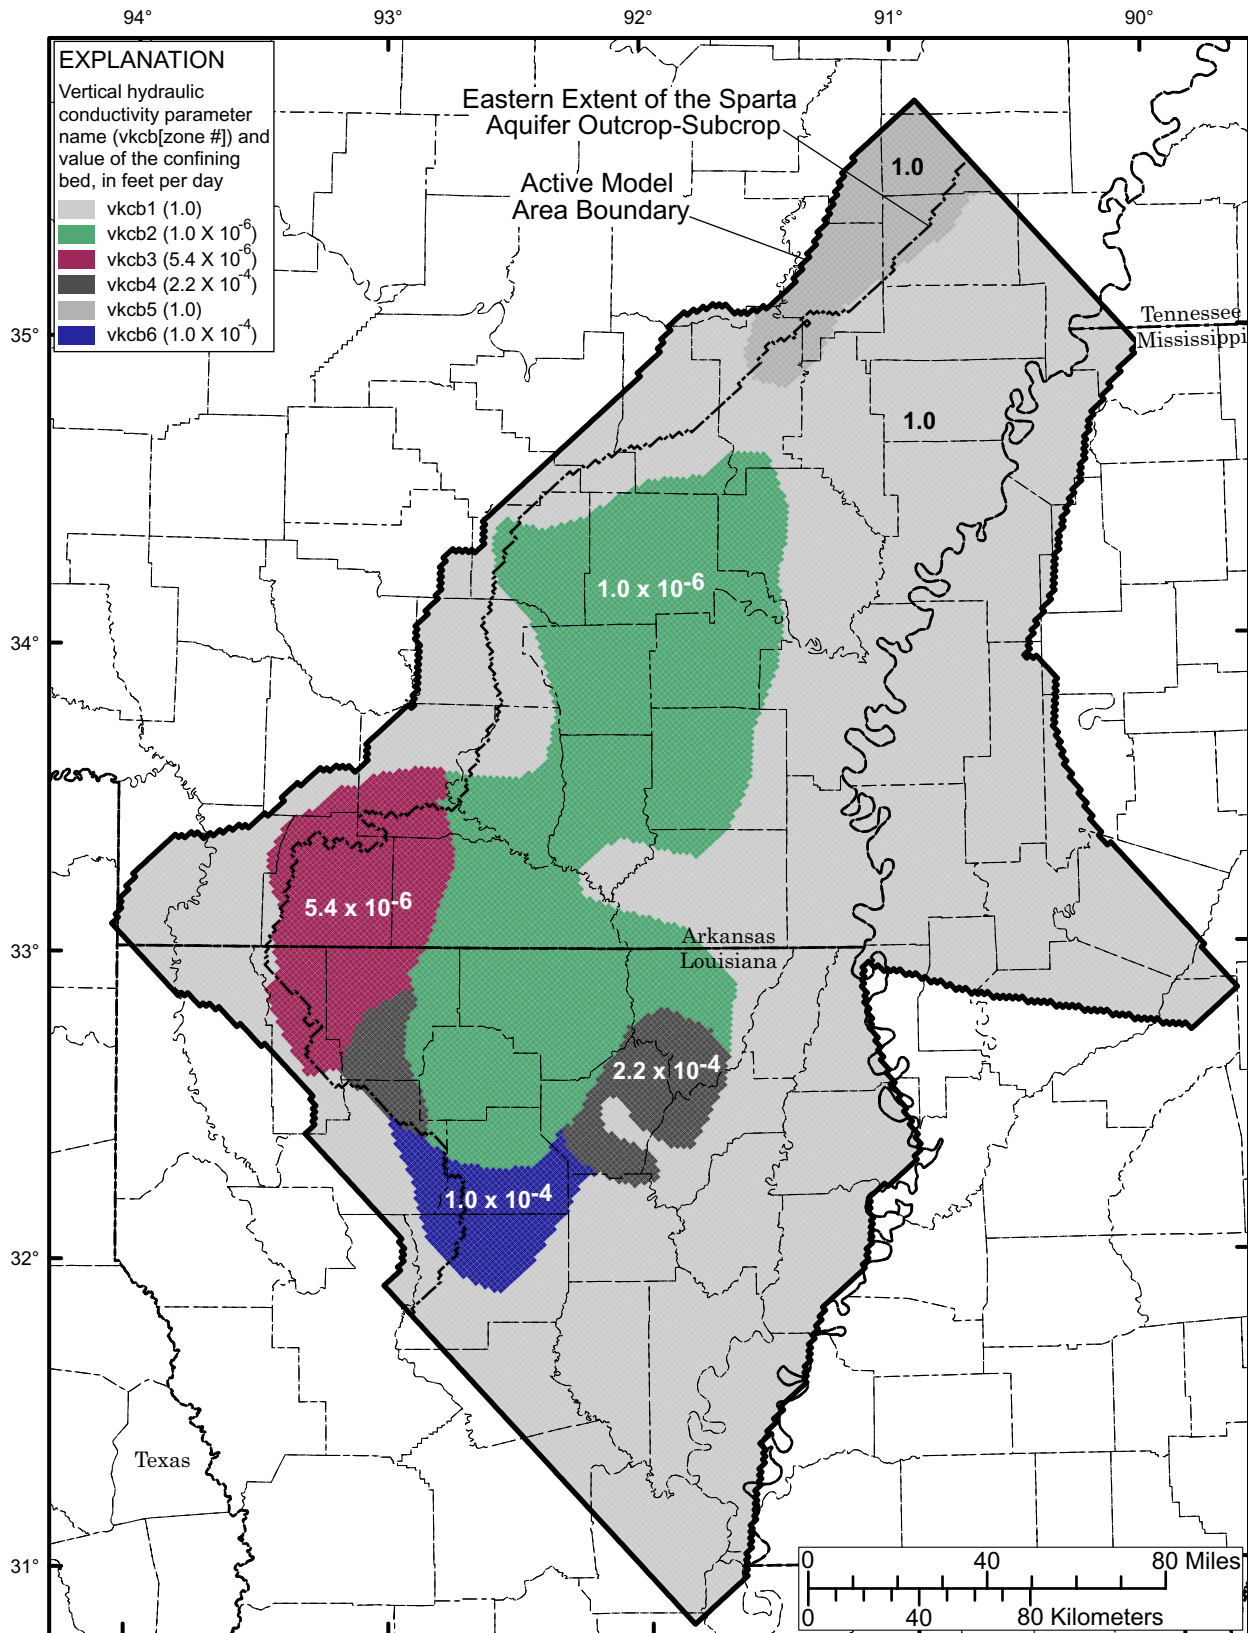 94°
93°
92°
91°
90°
EXPLANATION
Vertical hydraulic
conductivity parameter
name (vkcb[zone #]) and
value of the confining
bed, in feet per day
vkcb1 (1.0)
vkcb2 (1.0 X 10⁻⁶)
vkcb3 (5.4 X 10⁻⁶)
vkcb4 (2.2 X 10⁻⁴)
vkcb5 (1.0)
vkcb6 (1.0 X 10⁻⁴)
Eastern Extent of the Sparta
Aquifer Outcrop-Subcrop
Active Model
Area Boundary
1.0
35°
Tennessee
Mississippi
1.0
1.0 x 10⁻⁶
34°
5.4 x 10⁻⁶
33°
Arkansas
Louisiana
2.2 x 10⁻⁴
1.0 x 10⁻⁴
32°
Texas
31°
0 40 80 Miles
0 40 80 Kilometers